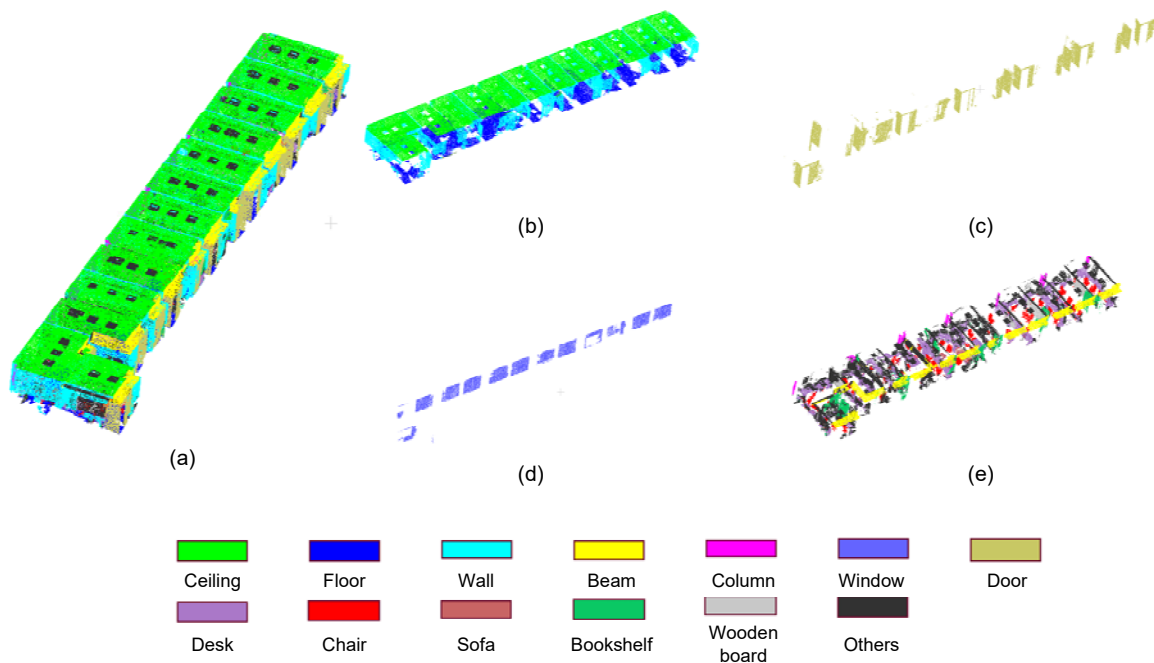 (b)
(c)
(a)
(d)
(e)
Ceiling
Floor
Wall
Beam
Column
Window
Door
Desk
Chair
Sofa
Bookshelf
Wooden
board
Others